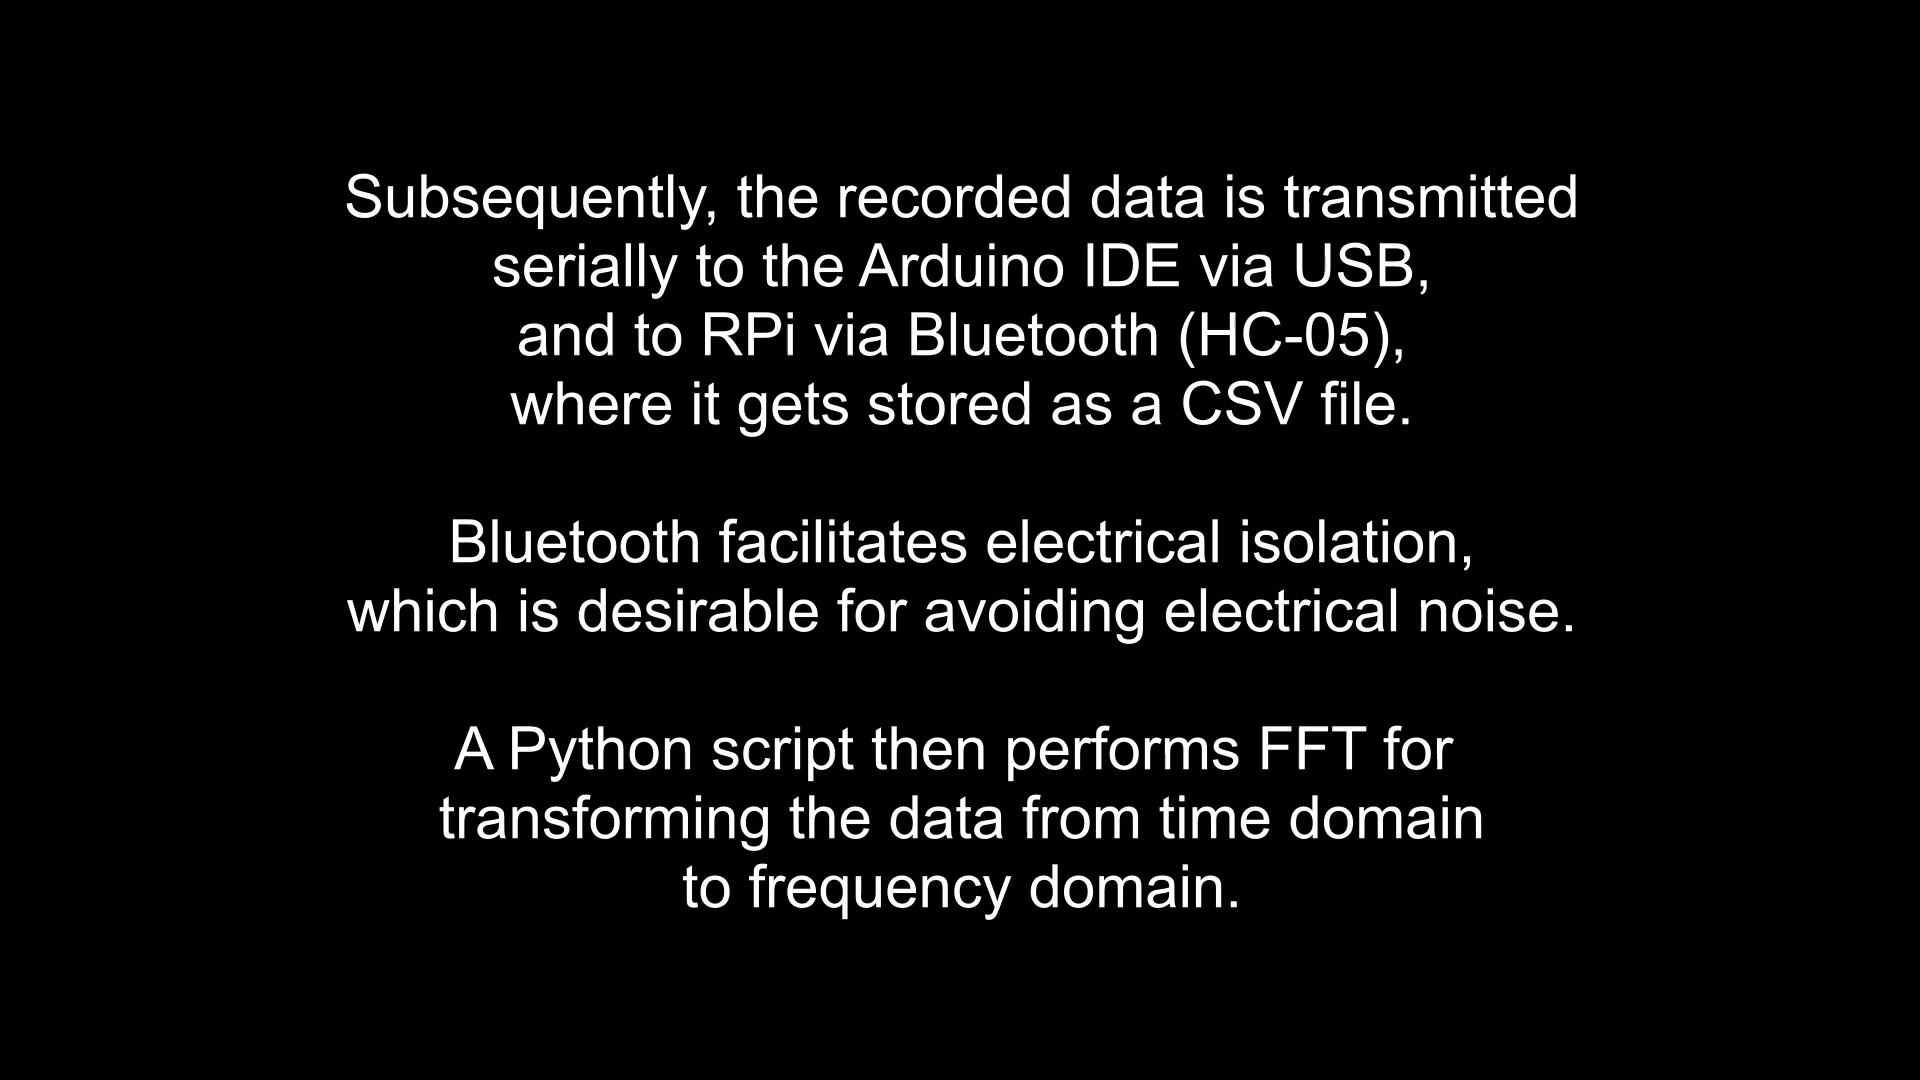 Subsequently, the recorded data is transmitted
serially to the Arduino IDE via USB,
and to RPi via Bluetooth (HC-05),
where it gets stored as a CSV file.
Bluetooth facilitates electrical isolation,
which is desirable for avoiding electrical noise.
A Python script then performs FFT for
transforming the data from time domain
to frequency domain.